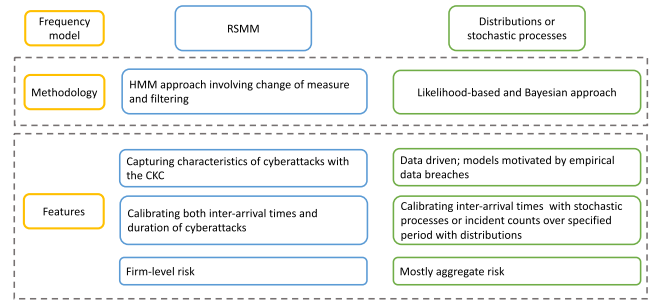 Frequency
model
RSMM
Distributions or
stochastic processes
Methodology
HMM approach involving change of measure
and filtering
Likelihood-based and Bayesian approach
Features
Capturing characteristics of cyberattacks with
the CKC
Data driven; models motivated by empirical
data breaches
Calibrating both inter-arrival times and
duration of cyberattacks
Calibrating inter-arrival times with stochastic
processes or incident counts over specified
period with distributions
Firm-level risk
Mostly aggregate risk